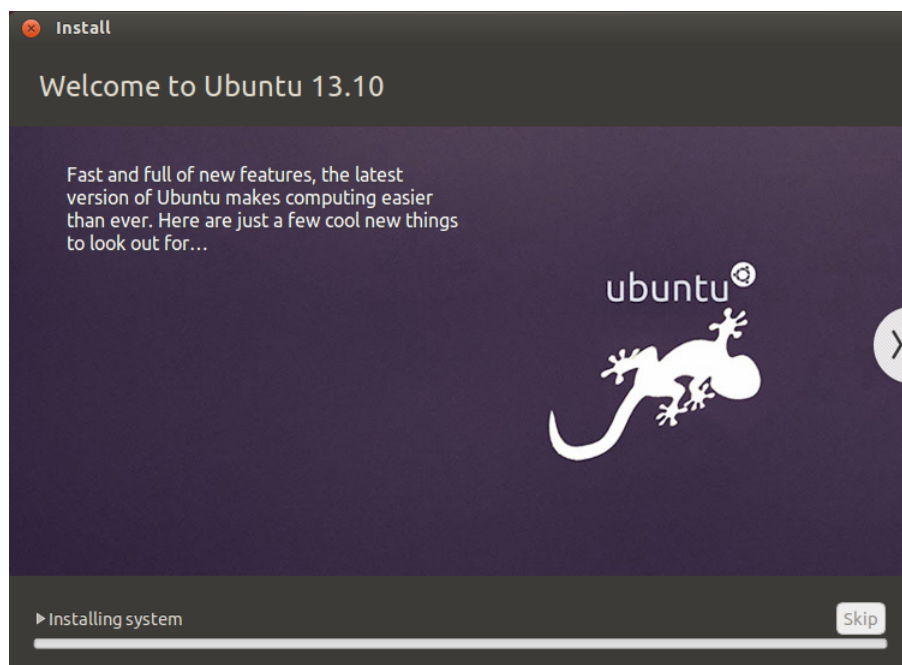 Install
Welcome to Ubuntu 13.10
Fast and full of new features, the latest
version of Ubuntu makes computing easier
than ever. Here are just a few cool new things
to look out for…
ubuntu
Installing system
Skip